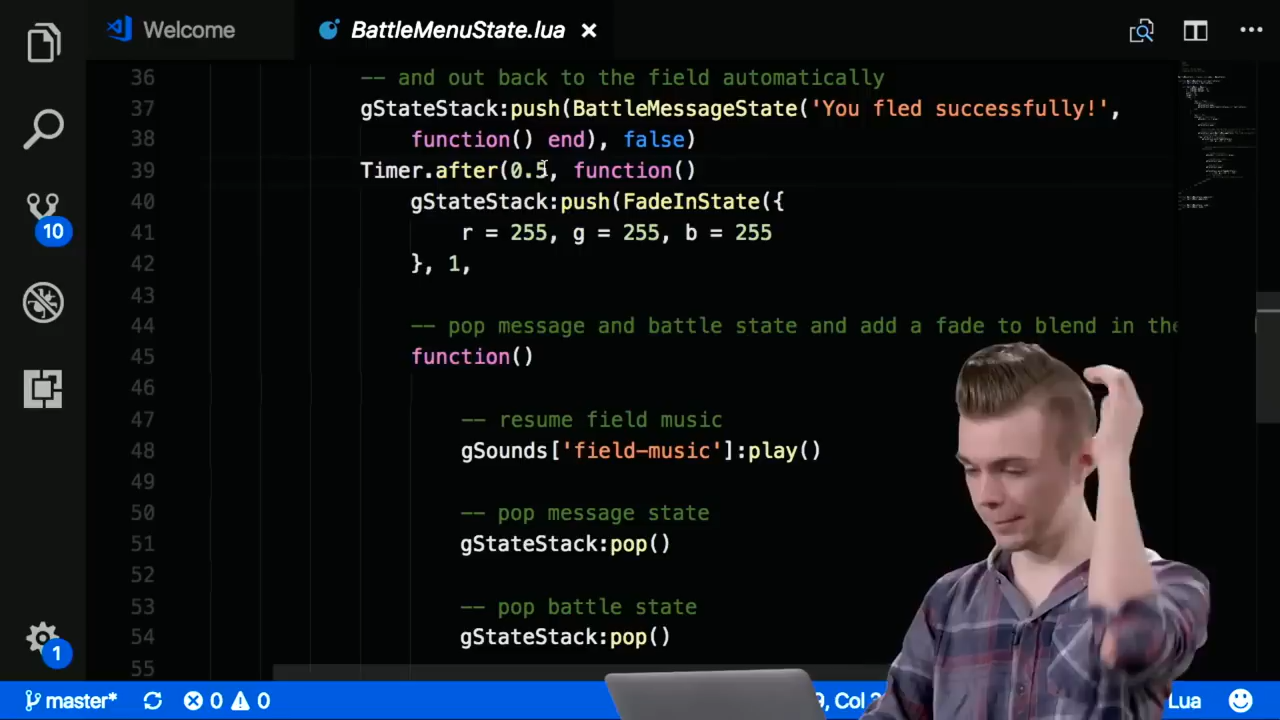 Welcome
BattleMenuState.lua
36 -- and out back to the field automatically
37 gStateStack:push(BattleMessageState('You fled successfully!',
38 function() end), false)
39 Timer.after(0.5, function()
40 gStateStack:push(FadeInState({
41 r = 255, g = 255, b = 255
42 }, 1,
43
44 -- pop message and battle state and add a fade to blend in the
45 function()
46
47 -- resume field music
48 gSounds['field-music']:play()
49
50 -- pop message state
51 gStateStack:pop()
52
53 -- pop battle state
54 gStateStack:pop()
55
10
1
master* 0 0 9, Col Lua